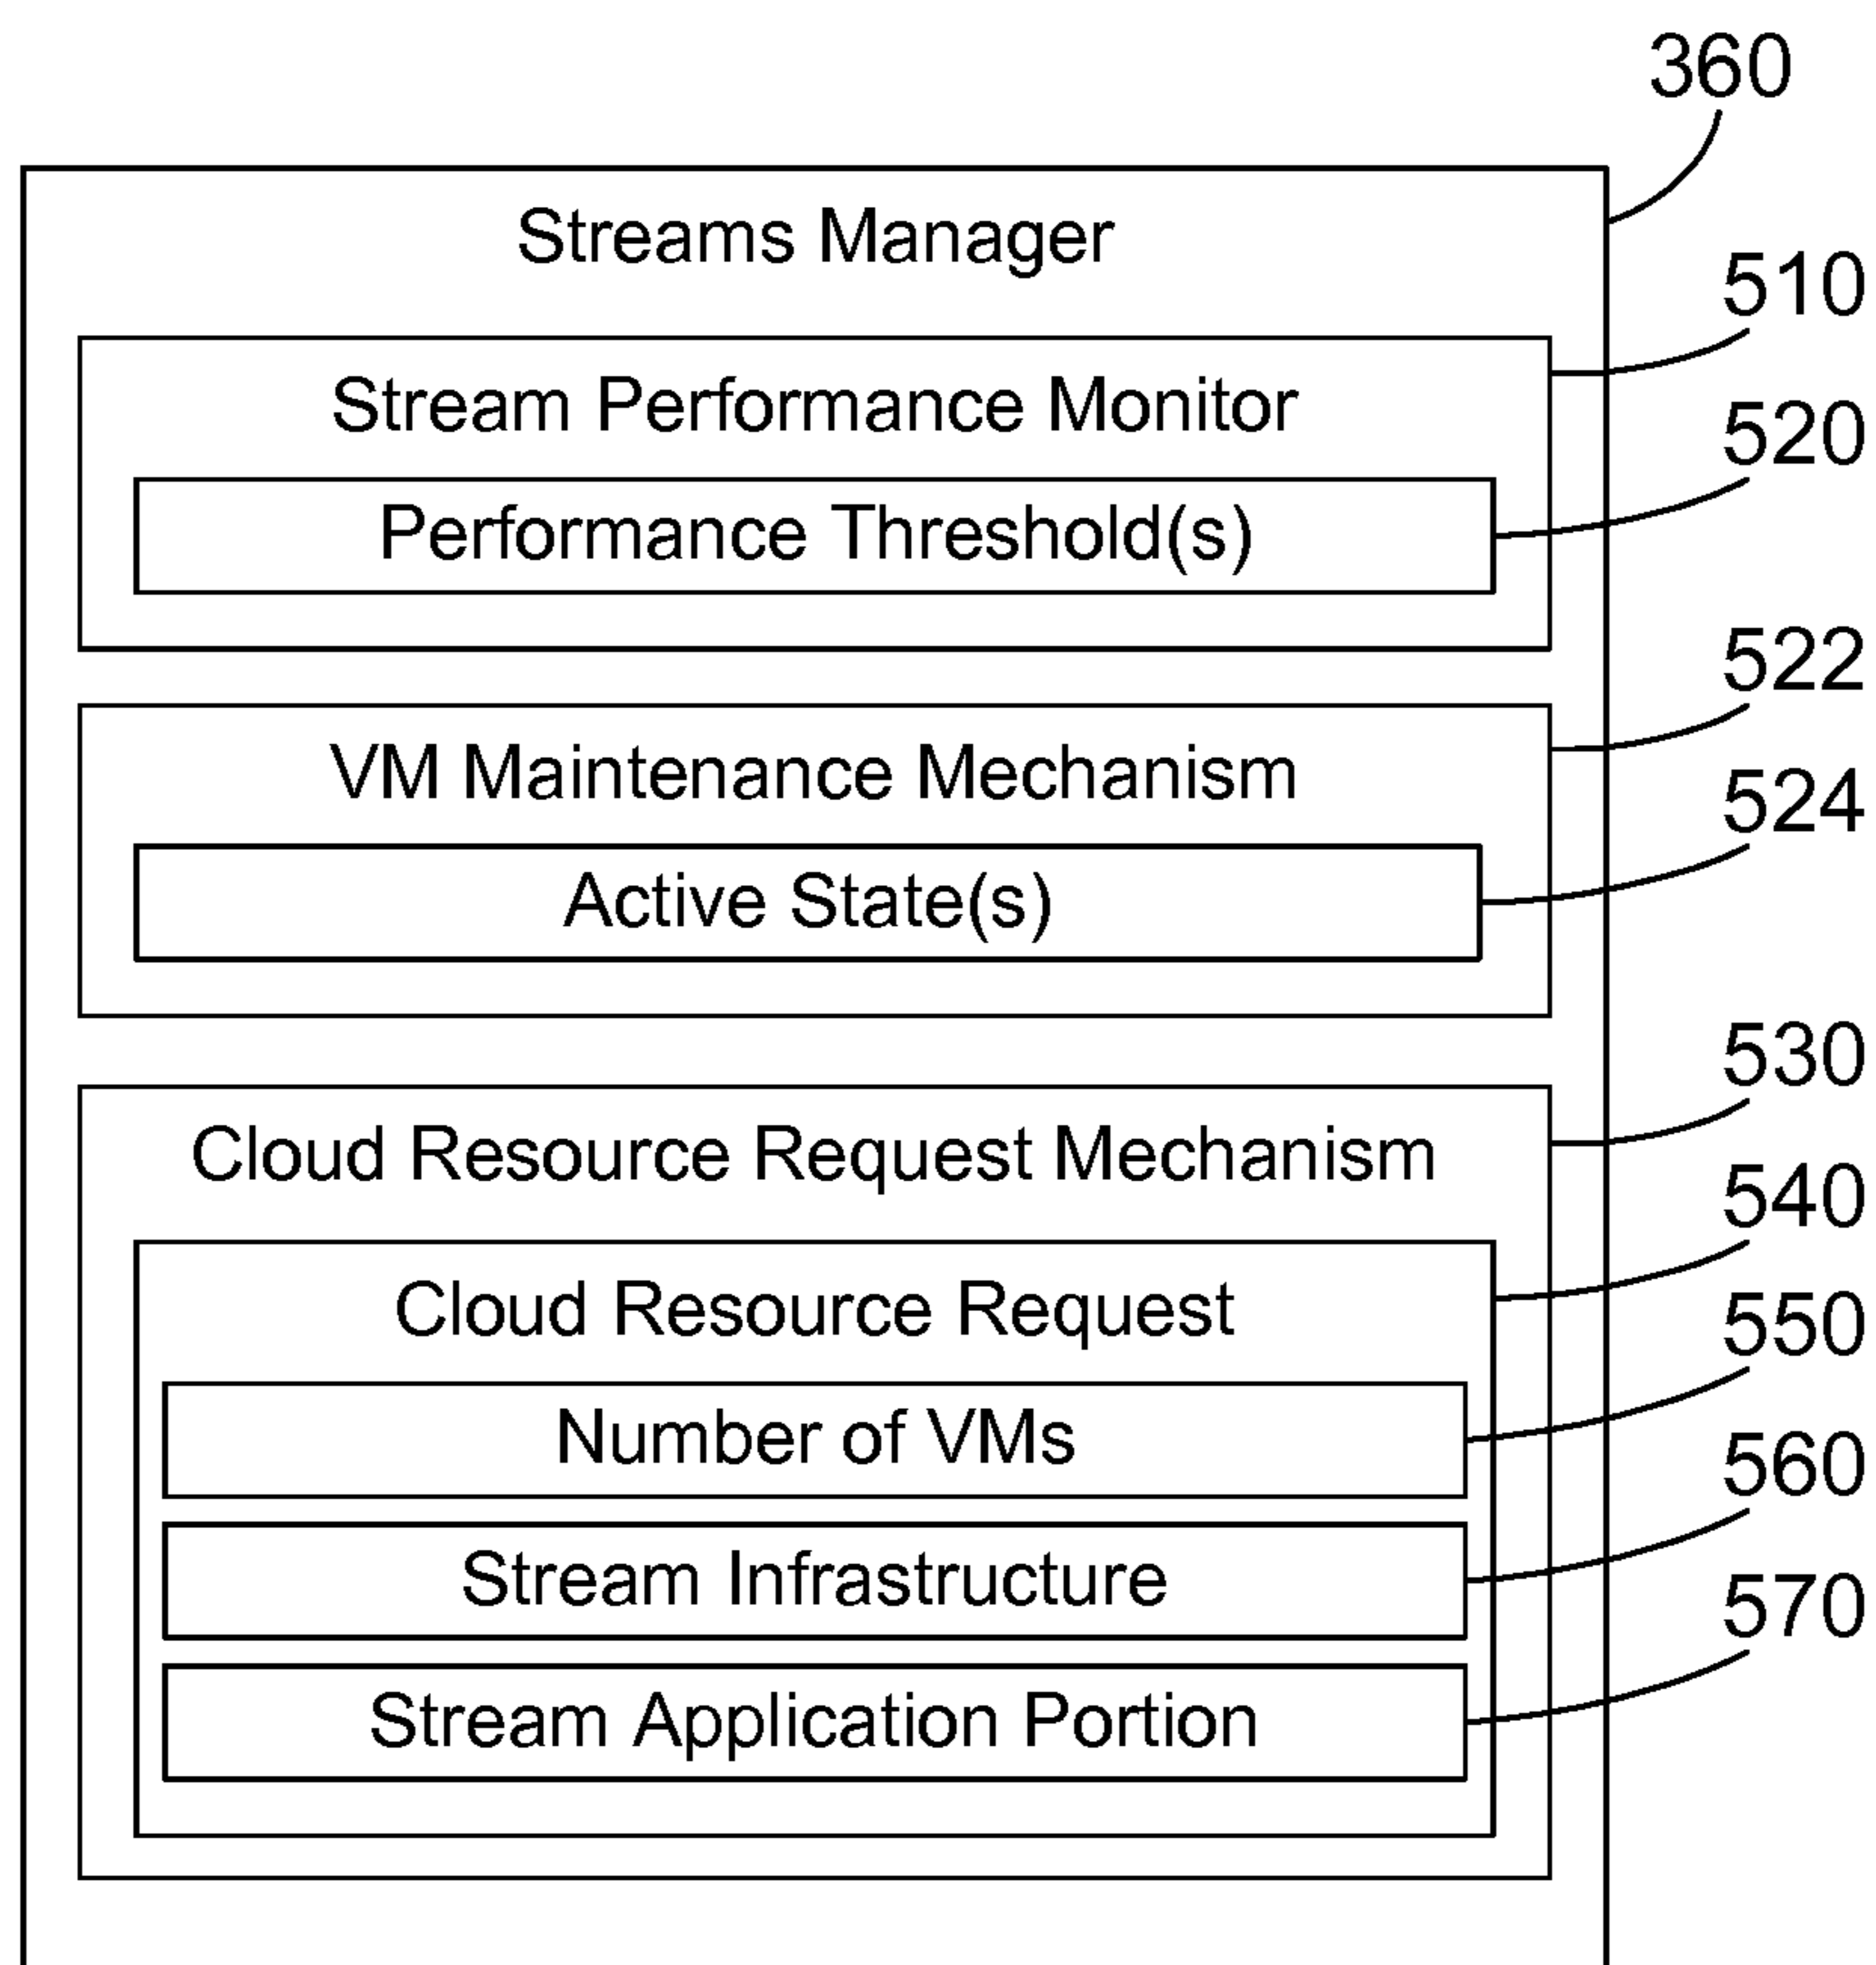 360
Streams Manager
510
Stream Performance Monitor
520
Performance Threshold(s)
522
VM Maintenance Mechanism
524
Active State(s)
530
Cloud Resource Request Mechanism
540
Cloud Resource Request
550
Number of VMs
560
Stream Infrastructure
570
Stream Application Portion